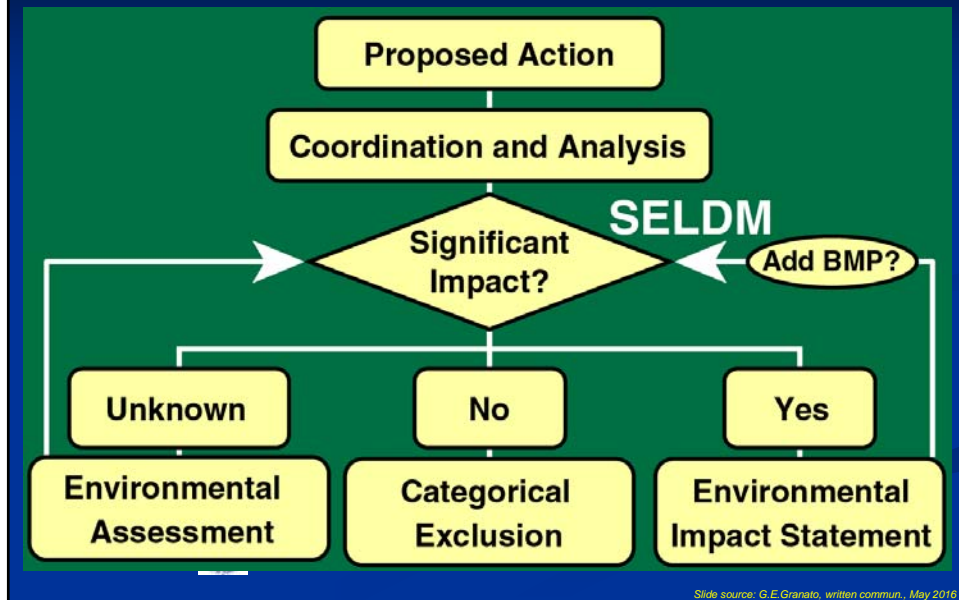 Proposed Action
Coordination and Analysis
SELDM
Significant
Impact?
Add BMP?
Unknown
No
Yes
Environmental
Assessment
Categorical
Exclusion
Environmental
Impact Statement
Slide source: G.E.Granato, written commun., May 2016